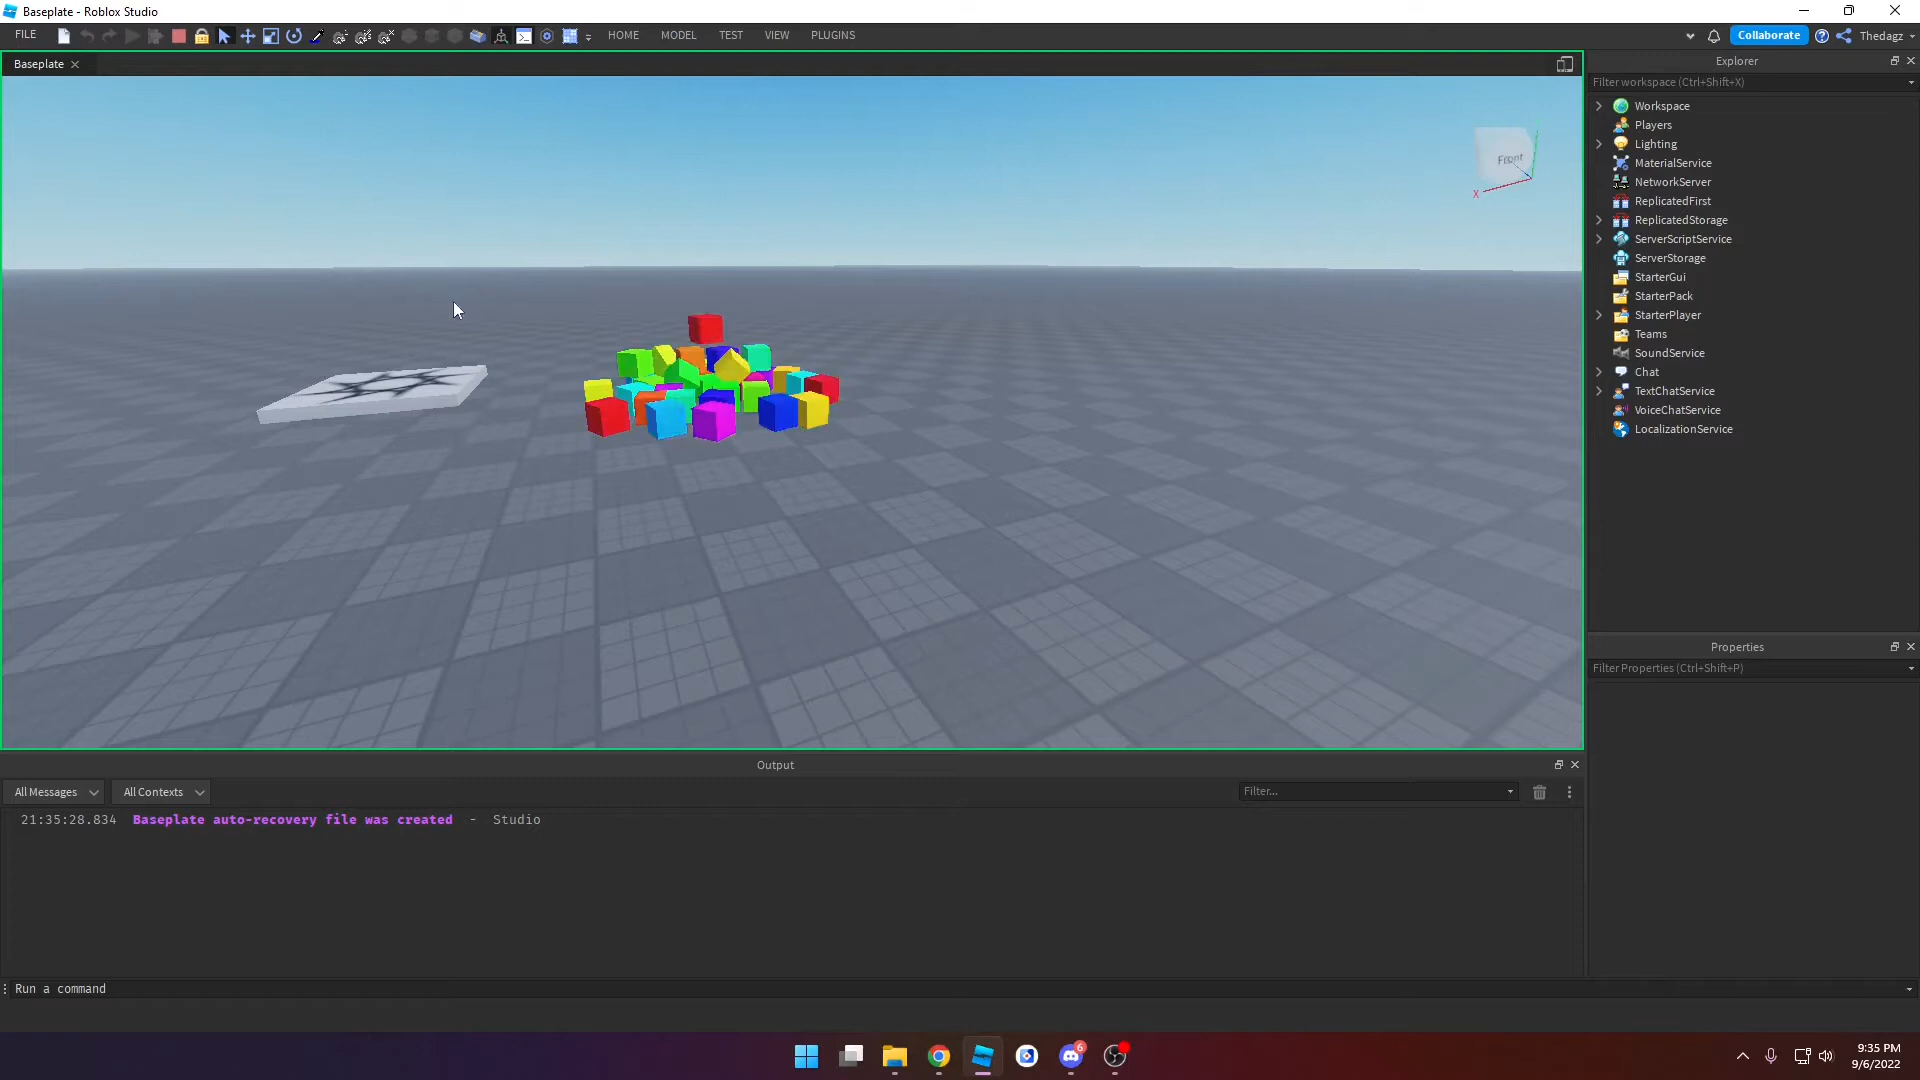 Baseplate - Roblox Studio
FILE
HOME
MODEL
TEST
VIEW
PLUGINS
Collaborate
Thedagz
Baseplate
Front
X
Explorer
Filter workspace (Ctrl+Shift+X)
Workspace
Players
Lighting
MaterialService
NetworkServer
ReplicatedFirst
ReplicatedStorage
ServerScriptService
ServerStorage
StarterGui
StarterPack
StarterPlayer
Teams
SoundService
Chat
TextChatService
VoiceChatService
LocalizationService
Properties
Filter Properties (Ctrl+Shift+P)
Output
All Messages
All Contexts
Filter...
21:35:28.834 Baseplate auto-recovery file was created - Studio
Run a command
6
9:35 PM
9/6/2022